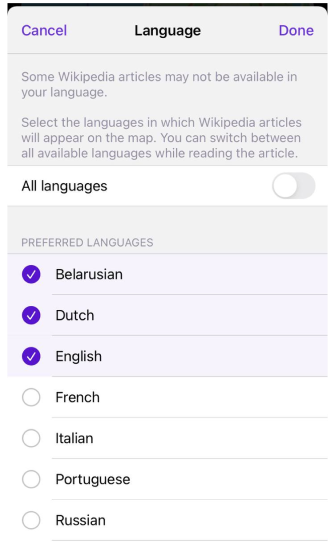 Cancel Language Done
Some Wikipedia articles may not be available in
your language.
Select the languages in which Wikipedia articles
will appear on the map. You can switch between
all available languages while reading the article.
All languages
PREFERRED LANGUAGES
Belarusian
Dutch
English
French
Italian
Portuguese
Russian